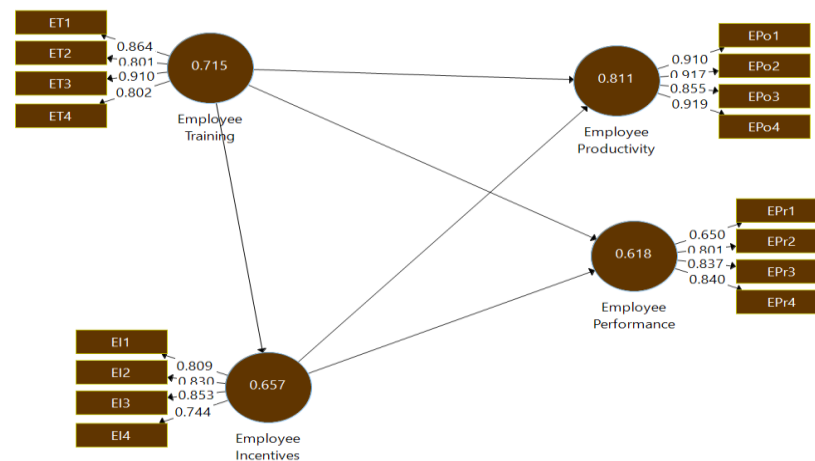 ET1
ET2
ET3
ET4
0.864
0.801
0.910
0.802
0.715
Employee
Training
EPo1
EPo2
EPo3
EPo4
0.910
0.917
0.855
0.919
0.811
Employee
Productivity
EPr1
EPr2
EPr3
EPr4
0.650
0.801
0.837
0.840
0.618
Employee
Performance
EI1
EI2
EI3
EI4
0.809
0.830
0.853
0.744
0.657
Employee
Incentives